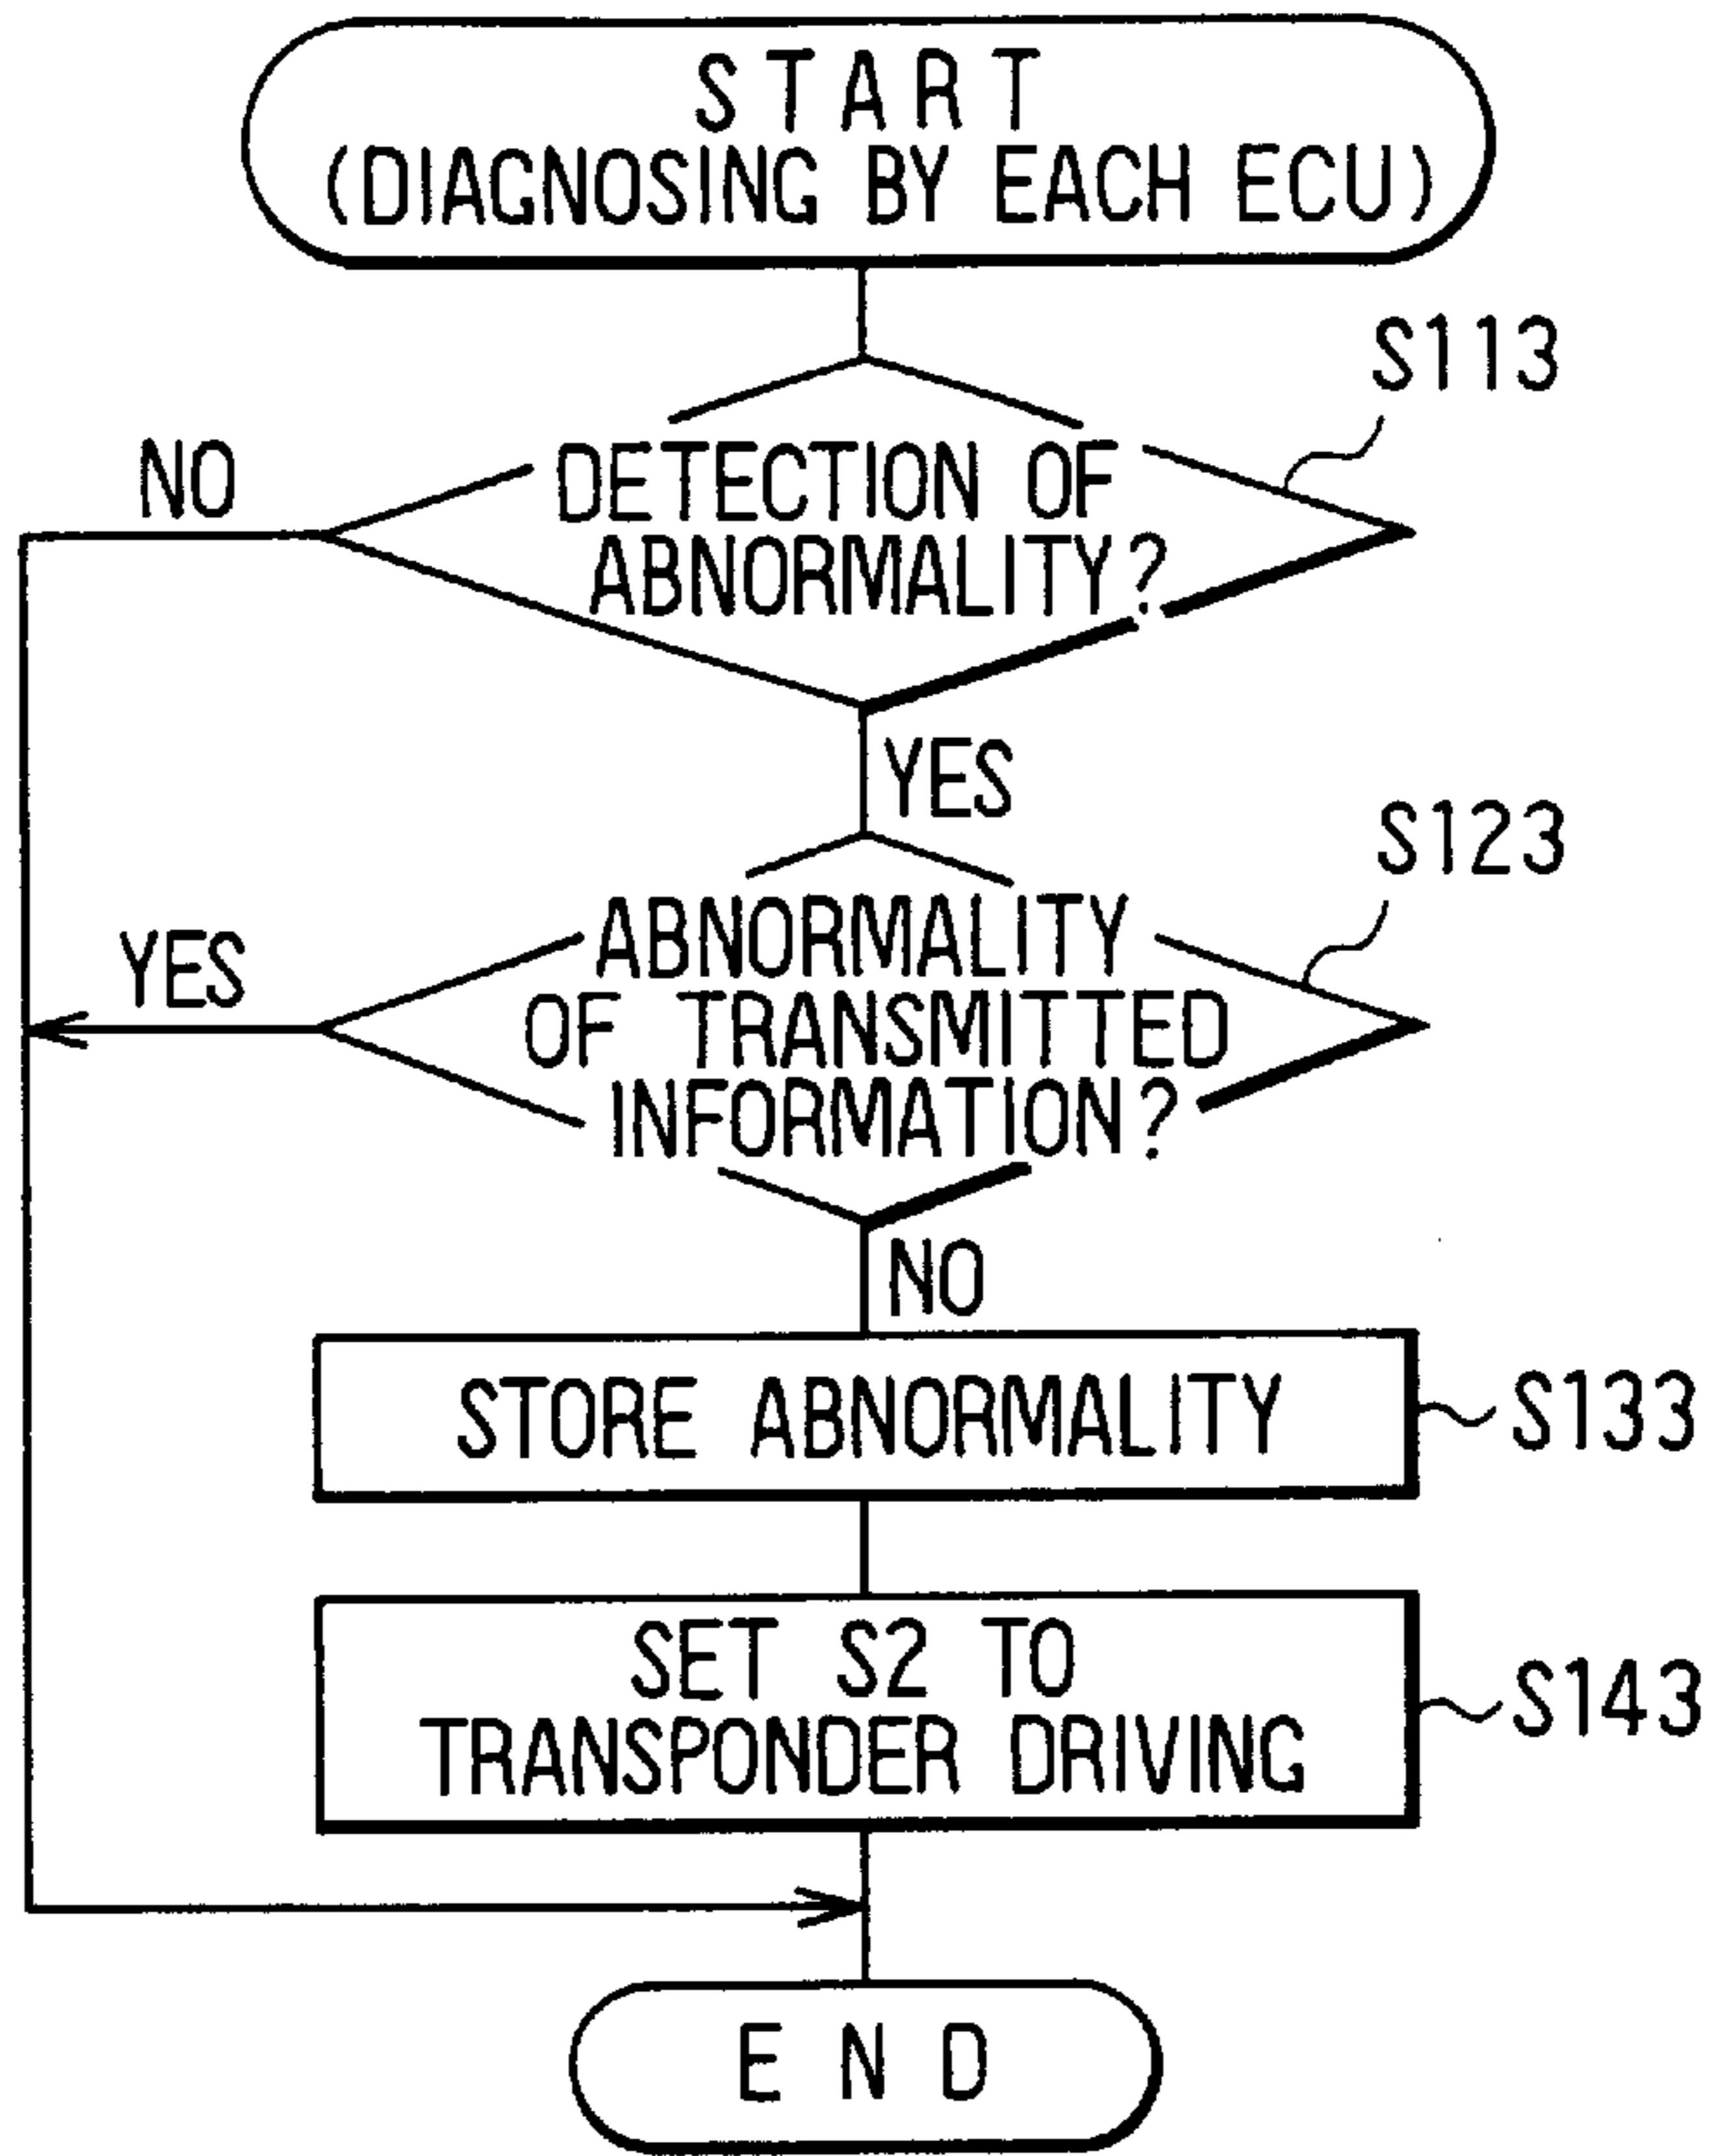 START
(DIAGNOSING BY EACH ECU)
S113
NO
DETECTION OF
ABNORMALITY?
YES
S123
YES
ABNORMALITY
OF TRANSMITTED
INFORMATION?
NO
STORE ABNORMALITY
S133
SET S2 TO
TRANSPONDER DRIVING
S143
END